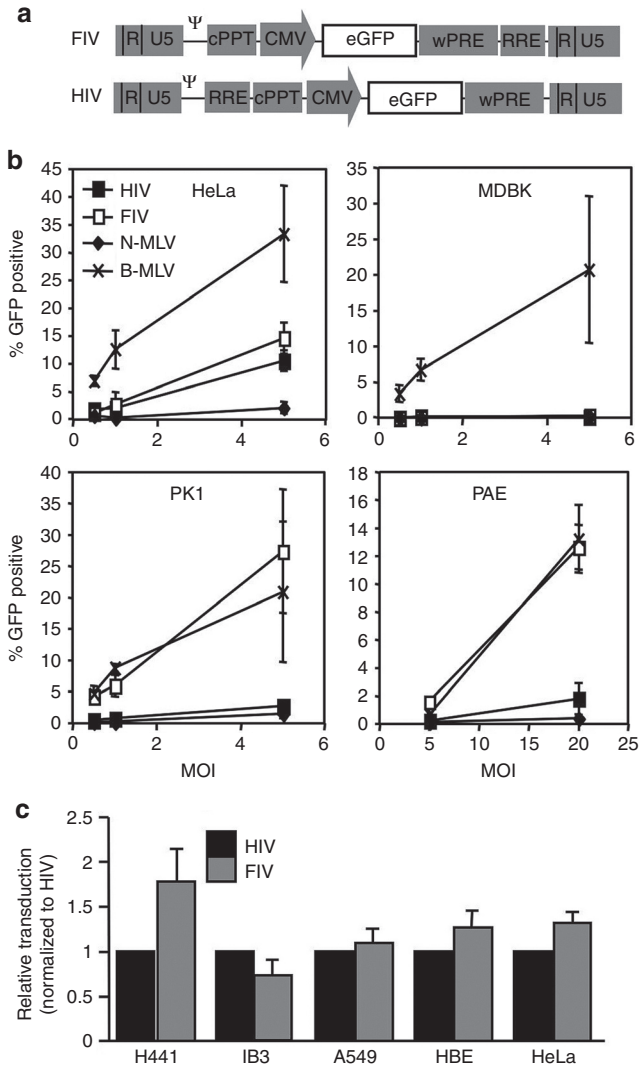 a
Ψ
FIV R U5 cPPT CMV eGFP wPRE RRE R U5
Ψ
HIV R U5 RRE cPPT CMV eGFP wPRE R U5
b
HeLa
HIV
FIV
N-MLV
B-MLV
% GFP positive
45
40
35
30
25
20
15
10
5
0
0 2 4 6
MDBK
35
30
25
20
15
10
5
0
0 2 4 6
PK1
% GFP positive
40
35
30
25
20
15
10
5
0
0 2 4 6
MOI
PAE
18
16
14
12
10
8
6
4
2
0
0 5 10 15 20 25
MOI
c
Relative transduction
(normalized to HIV)
2.5
2
1.5
1
0.5
0
HIV
FIV
H441 IB3 A549 HBE HeLa